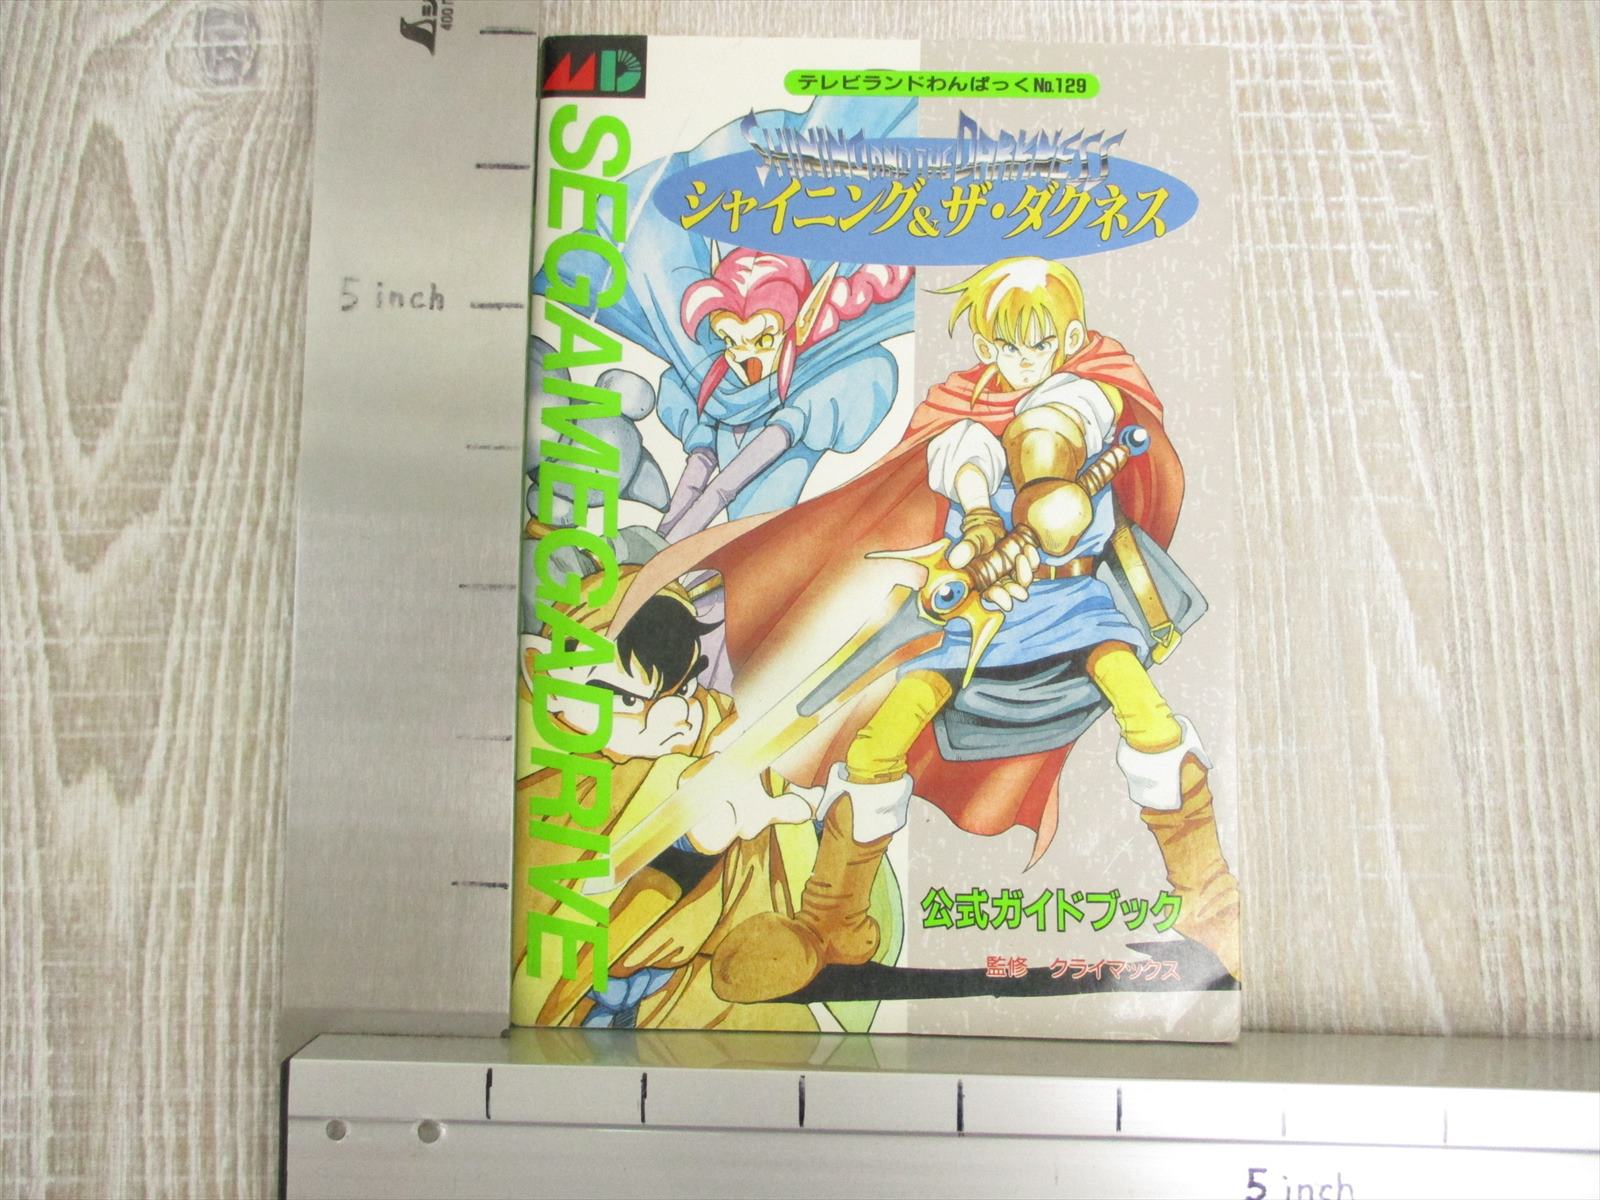 MD
テレビランドわんぱっくNo.129
SHINING AND THE DARKNESS
シャイニング&ザ・ダクネス
SEGAMEGADRIVE
5 inch
公式ガイドブック
監修 クライマックス
5 inch